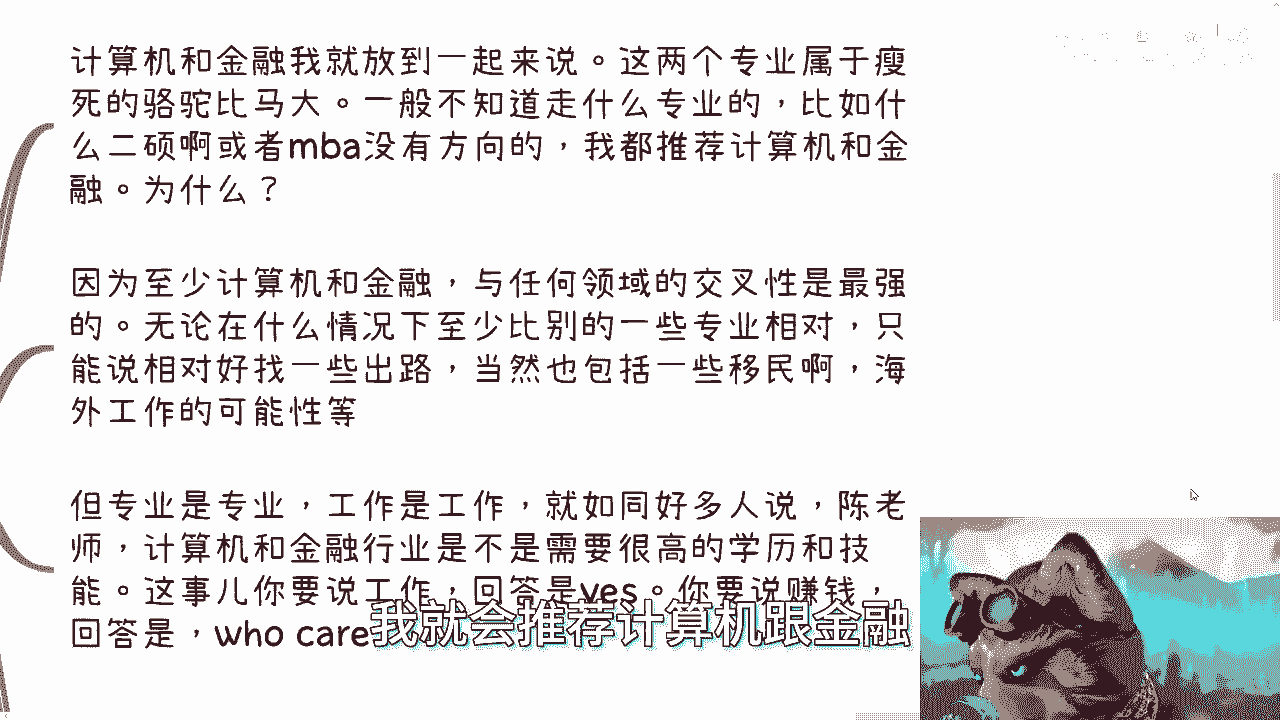 计算机和金融我就放到一起来说。这两个专业属于瘦
死的骆驼比马大。一般不知道走什么专业的，比如什
么二硕啊或者mba没有方向的，我都推荐计算机和金
融。为什么？
因为至少计算机和金融，与任何领域的交叉性是最强
的。无论在什么情况下至少比别的一些专业相对，只
能说相对好找一些出路，当然也包括一些移民啊，海
外工作的可能性等
但专业是专业，工作是工作，就如同好多人说，陈老
师，计算机和金融行业是不是需要很高的学历和技
能。这事儿你要说工作，回答是yes。你要说赚钱，
回答是，who care
我就会推荐计算机跟金融